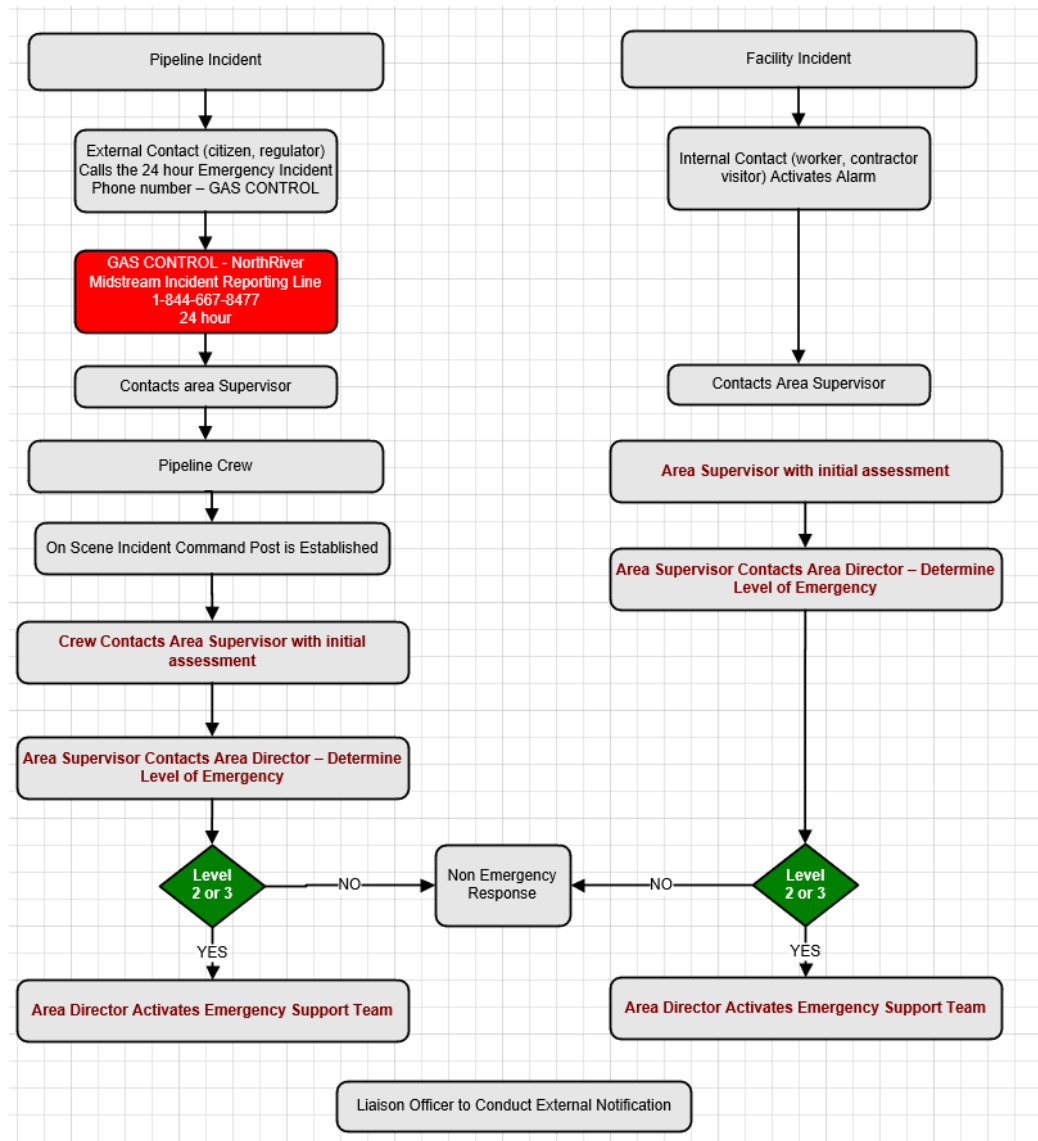 Pipeline Incident
External Contact (citizen, regulator)
Calls the 24 hour Emergency Incident
Phone number – GAS CONTROL
GAS CONTROL - NorthRiver
Midstream Incident Reporting Line
1-844-667-8477
24 hour
Contacts area Supervisor
Pipeline Crew
On Scene Incident Command Post is Established
Crew Contacts Area Supervisor with initial
assessment
Area Supervisor Contacts Area Director – Determine
Level of Emergency
Level
2 or 3
NO
YES
Area Director Activates Emergency Support Team
Non Emergency
Response
Facility Incident
Internal Contact (worker, contractor
visitor) Activates Alarm
Contacts Area Supervisor
Area Supervisor with initial assessment
Area Supervisor Contacts Area Director – Determine
Level of Emergency
Level
2 or 3
NO
YES
Area Director Activates Emergency Support Team
Liaison Officer to Conduct External Notification